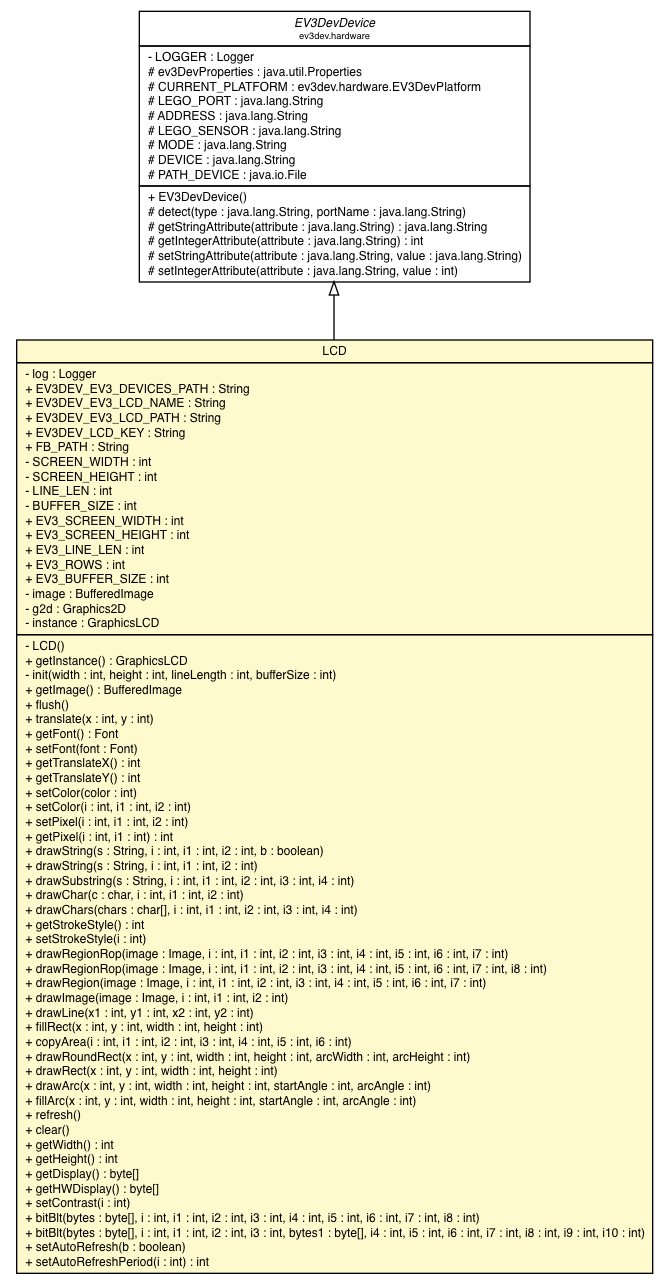 EV3DevDevice
ev3dev.hardware
- LOGGER : Logger
# ev3DevProperties : java.util.Properties
# CURRENT_PLATFORM : ev3dev.hardware.EV3DevPlatform
# LEGO_PORT : java.lang.String
# ADDRESS : java.lang.String
# LEGO_SENSOR : java.lang.String
# MODE : java.lang.String
# DEVICE : java.lang.String
# PATH_DEVICE : java.io.File
+ EV3DevDevice()
# detect(type : java.lang.String, portName : java.lang.String)
# getStringAttribute(attribute : java.lang.String) : java.lang.String
# getIntegerAttribute(attribute : java.lang.String) : int
# setStringAttribute(attribute : java.lang.String, value : java.lang.String)
# setIntegerAttribute(attribute : java.lang.String, value : int)
LCD
- log : Logger
+ EV3DEV_EV3_DEVICES_PATH : String
+ EV3DEV_EV3_LCD_NAME : String
+ EV3DEV_EV3_LCD_PATH : String
+ EV3DEV_LCD_KEY : String
+ FB_PATH : String
- SCREEN_WIDTH : int
- SCREEN_HEIGHT : int
- LINE_LEN : int
- BUFFER_SIZE : int
+ EV3_SCREEN_WIDTH : int
+ EV3_SCREEN_HEIGHT : int
+ EV3_LINE_LEN : int
+ EV3_ROWS : int
+ EV3_BUFFER_SIZE : int
- image : BufferedImage
- g2d : Graphics2D
- instance : GraphicsLCD
- LCD()
+ getInstance() : GraphicsLCD
- init(width : int, height : int, lineLength : int, bufferSize : int)
+ getImage() : BufferedImage
+ flush()
+ translate(x : int, y : int)
+ getFont() : Font
+ setFont(font : Font)
+ getTranslateX() : int
+ getTranslateY() : int
+ setColor(color : int)
+ setColor(i : int, i1 : int, i2 : int)
+ setPixel(i : int, i1 : int, i2 : int)
+ getPixel(i : int, i1 : int) : int
+ drawString(s : String, i : int, i1 : int, i2 : int, b : boolean)
+ drawString(s : String, i : int, i1 : int, i2 : int)
+ drawSubstring(s : String, i : int, i1 : int, i2 : int, i3 : int, i4 : int)
+ drawChar(c : char, i : int, i1 : int, i2 : int)
+ drawChars(chars : char[], i : int, i1 : int, i2 : int, i3 : int, i4 : int)
+ getStrokeStyle() : int
+ setStrokeStyle(i : int)
+ drawRegionRop(image : Image, i : int, i1 : int, i2 : int, i3 : int, i4 : int, i5 : int, i6 : int, i7 : int)
+ drawRegionRop(image : Image, i : int, i1 : int, i2 : int, i3 : int, i4 : int, i5 : int, i6 : int, i7 : int, i8 : int)
+ drawRegion(image : Image, i : int, i1 : int, i2 : int, i3 : int, i4 : int, i5 : int, i6 : int, i7 : int)
+ drawImage(image : Image, i : int, i1 : int, i2 : int)
+ drawLine(x1 : int, y1 : int, x2 : int, y2 : int)
+ fillRect(x : int, y : int, width : int, height : int)
+ copyArea(i : int, i1 : int, i2 : int, i3 : int, i4 : int, i5 : int, i6 : int)
+ drawRoundRect(x : int, y : int, width : int, height : int, arcWidth : int, arcHeight : int)
+ drawRect(x : int, y : int, width : int, height : int)
+ drawArc(x : int, y : int, width : int, height : int, startAngle : int, arcAngle : int)
+ fillArc(x : int, y : int, width : int, height : int, startAngle : int, arcAngle : int)
+ refresh()
+ clear()
+ getWidth() : int
+ getHeight() : int
+ getDisplay() : byte[]
+ getHWDisplay() : byte[]
+ setContrast(i : int)
+ bitBlt(bytes : byte[], i : int, i1 : int, i2 : int, i3 : int, i4 : int, i5 : int, i6 : int, i7 : int, i8 : int)
+ bitBlt(bytes : byte[], i : int, i1 : int, i2 : int, i3 : int, bytes1 : byte[], i4 : int, i5 : int, i6 : int, i7 : int, i8 : int, i9 : int, i10 : int)
+ setAutoRefresh(b : boolean)
+ setAutoRefreshPeriod(i : int) : int